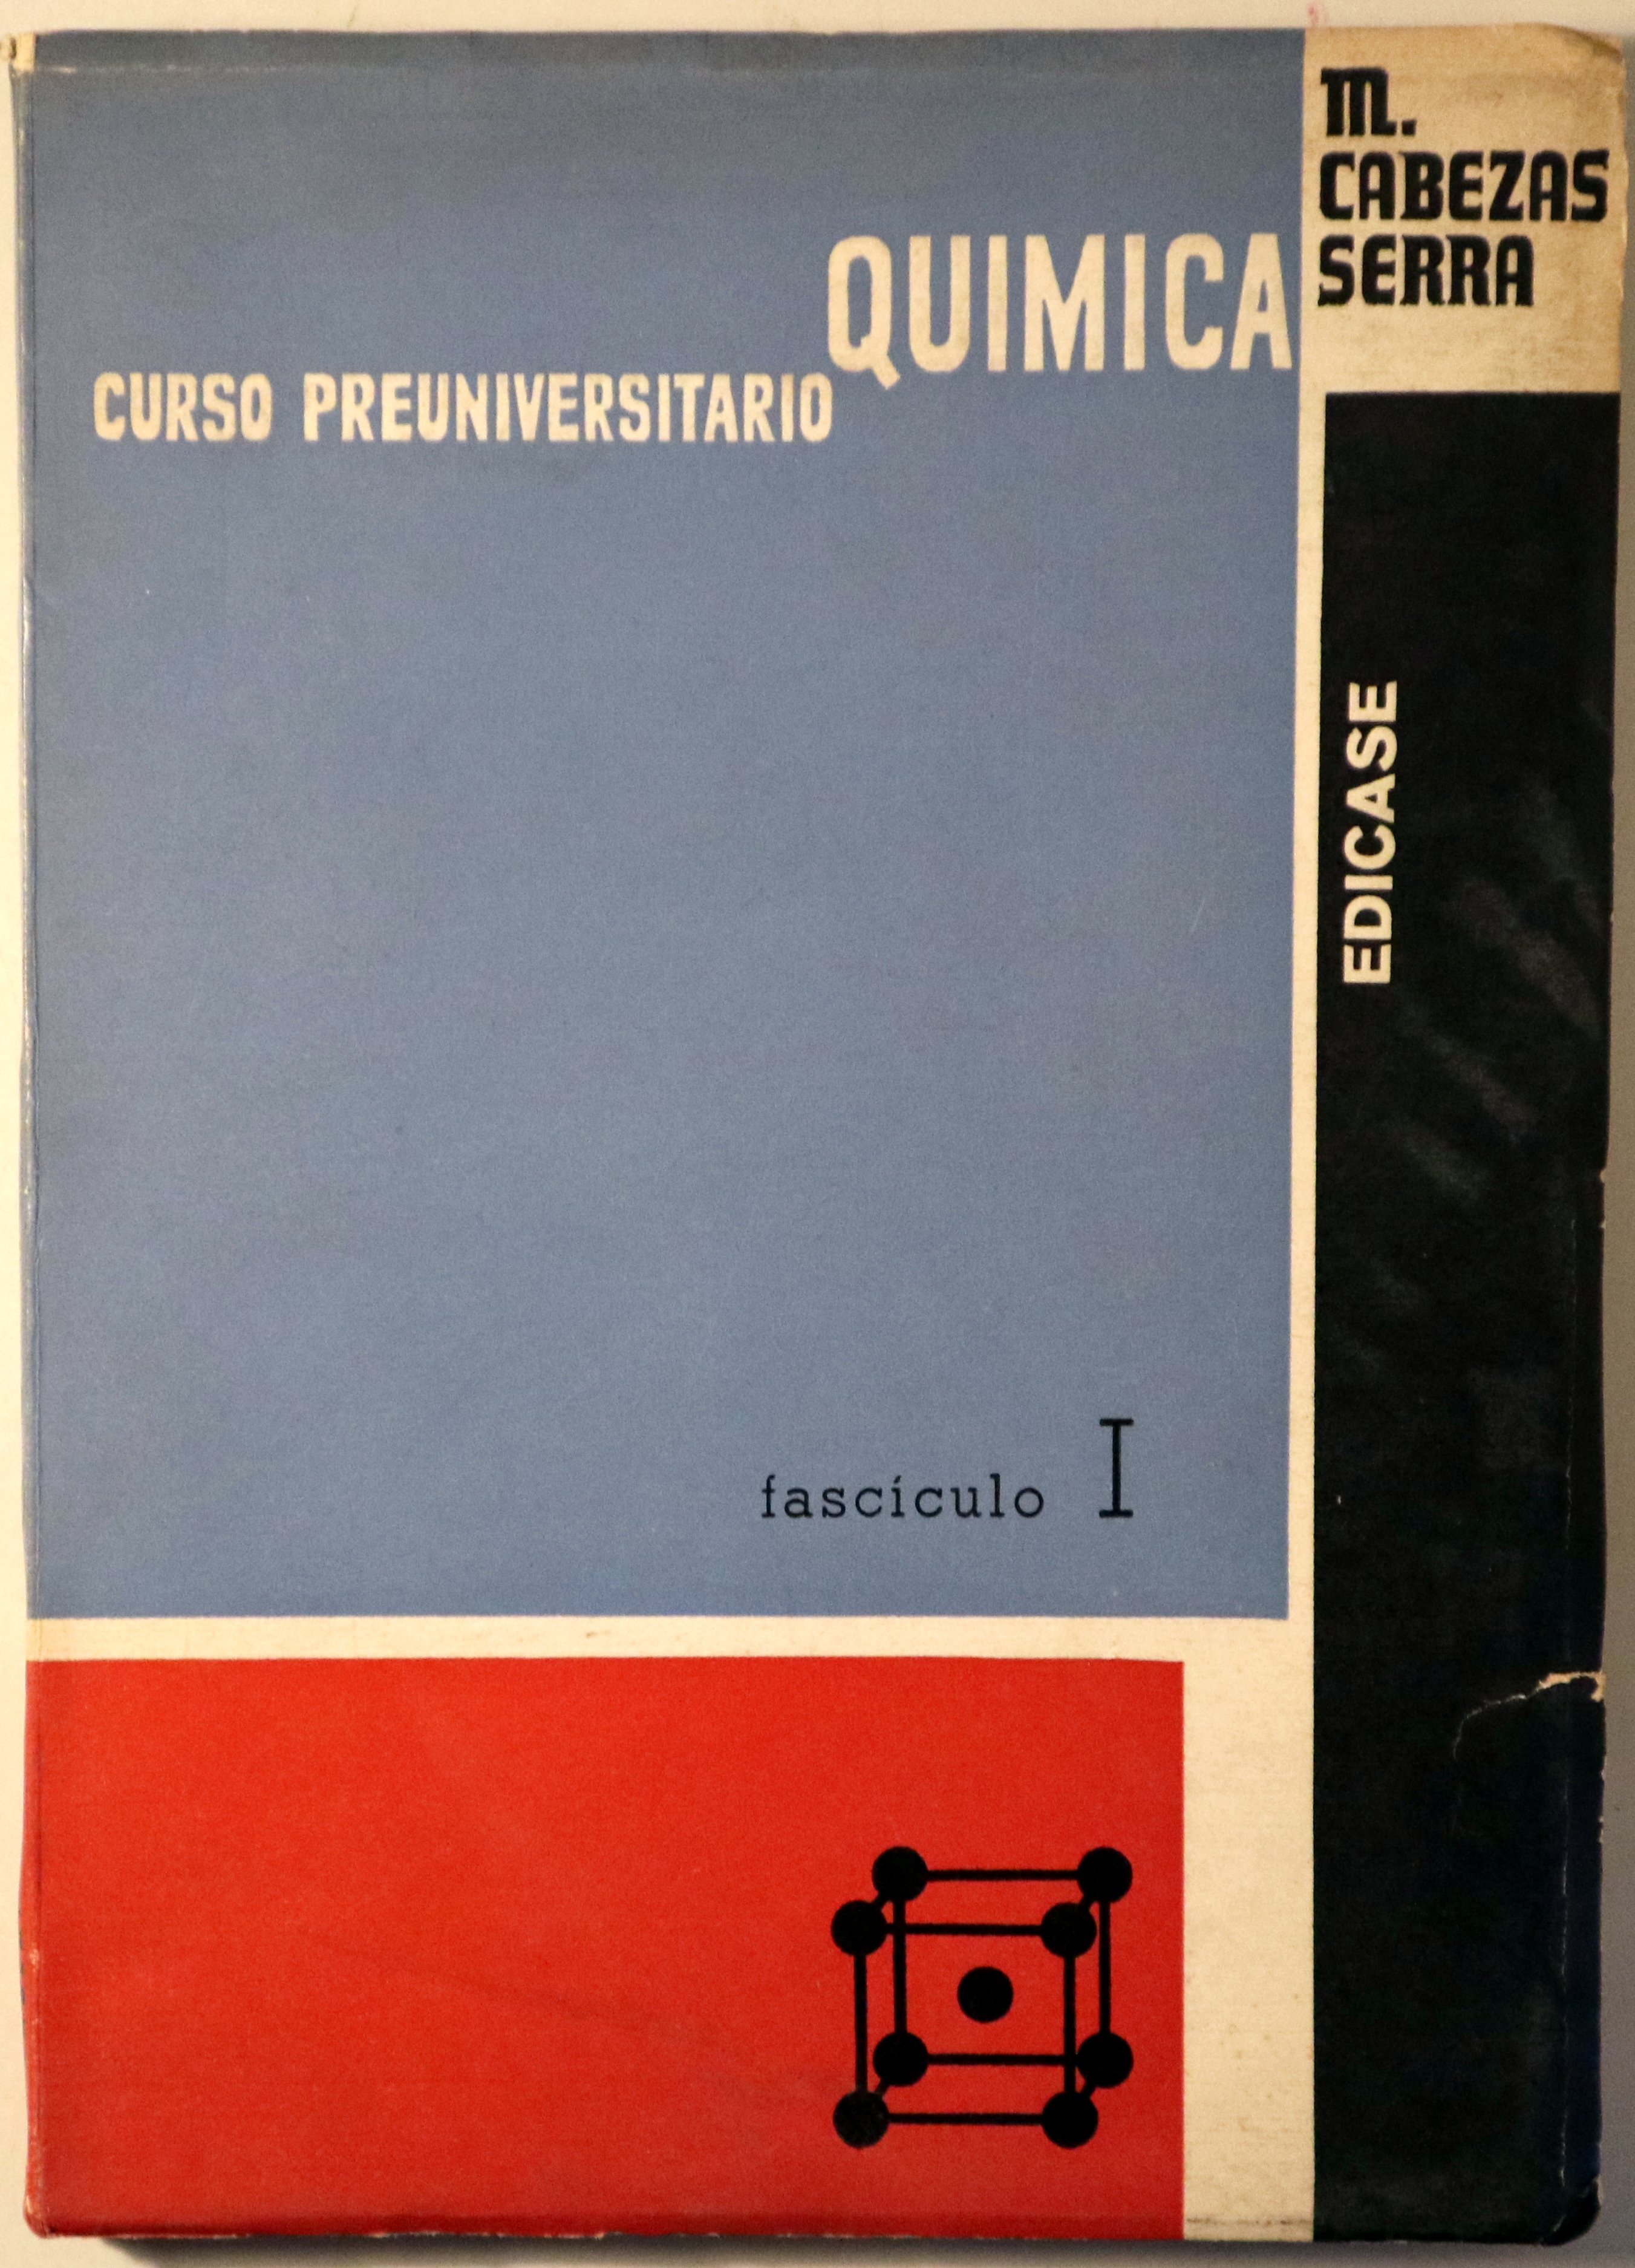 M.
CABEZAS
SERRA
QUIMICA
CURSO PREUNIVERSITARIO
EDICASE
fascículo I